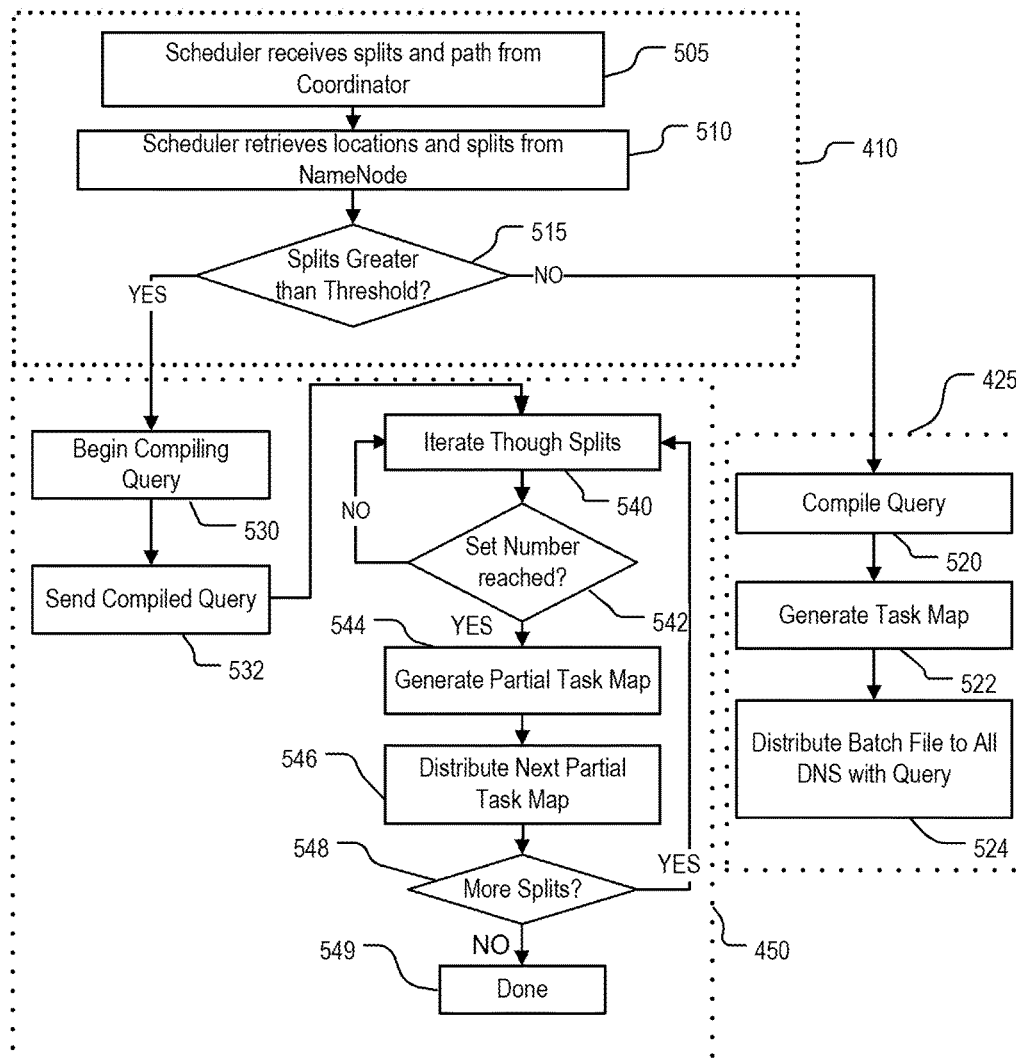 Scheduler receives splits and path from
Coordinator
505
Scheduler retrieves locations and splits from
NameNode
510
410
Splits Greater
than Threshold?
515
YES
NO
425
Begin Compiling
Query
530
Send Compiled Query
532
Iterate Though Splits
540
NO
Set Number
reached?
542
YES
544
Generate Partial Task Map
546
Distribute Next Partial
Task Map
548
More Splits?
YES
NO
549
Done
450
Compile Query
520
Generate Task Map
522
Distribute Batch File to All
DNS with Query
524